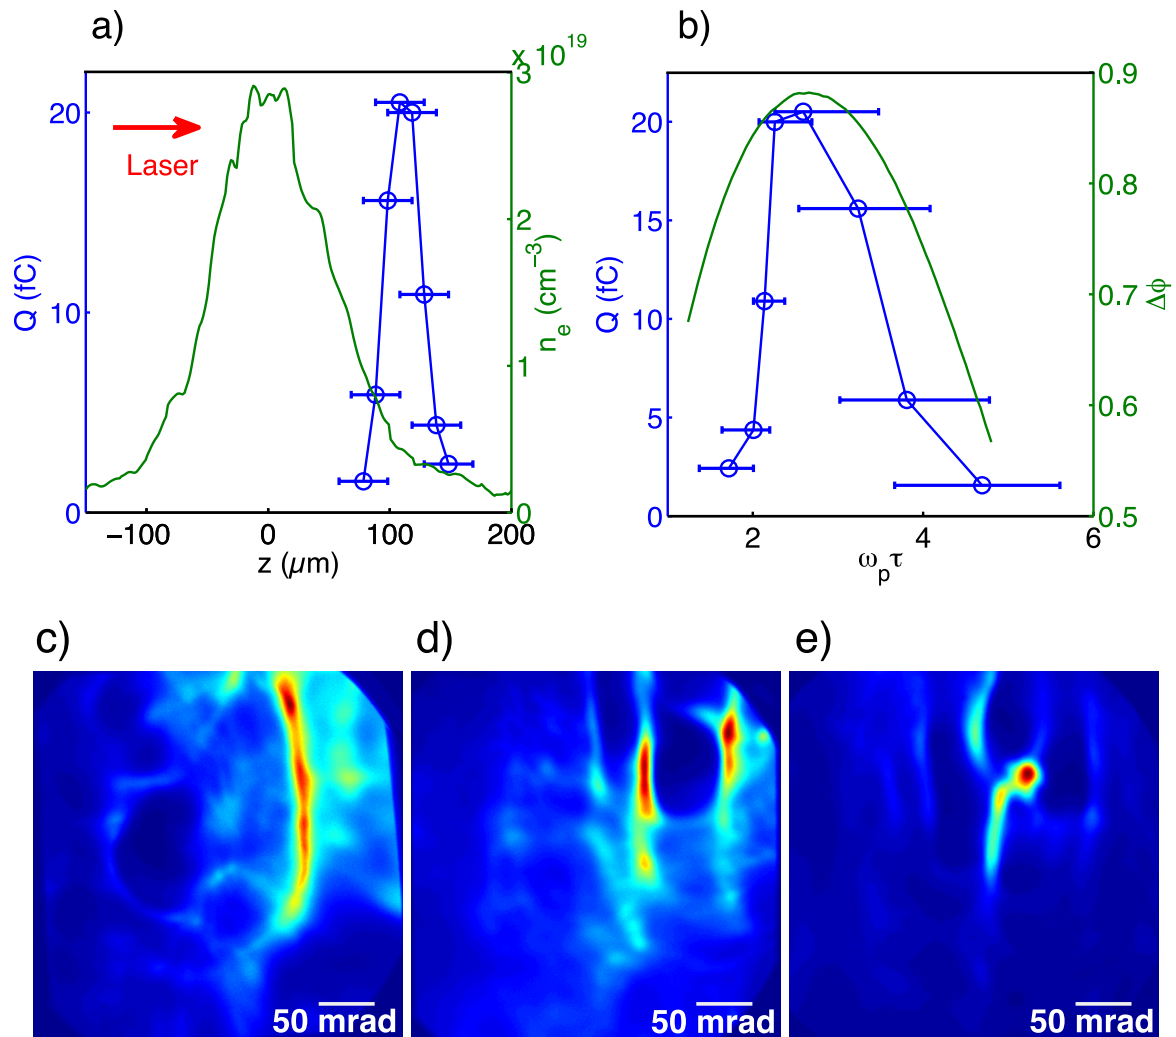 a)
b)
x 10^19
Laser
Q (fC)
0
10
20
n_e (cm^−3)
0
1
2
3
−100
0
100
200
z (μm)
Q (fC)
0
5
10
15
20
Δϕ
0.5
0.6
0.7
0.8
0.9
2
4
6
ω_pτ
c)
d)
e)
50 mrad
50 mrad
50 mrad